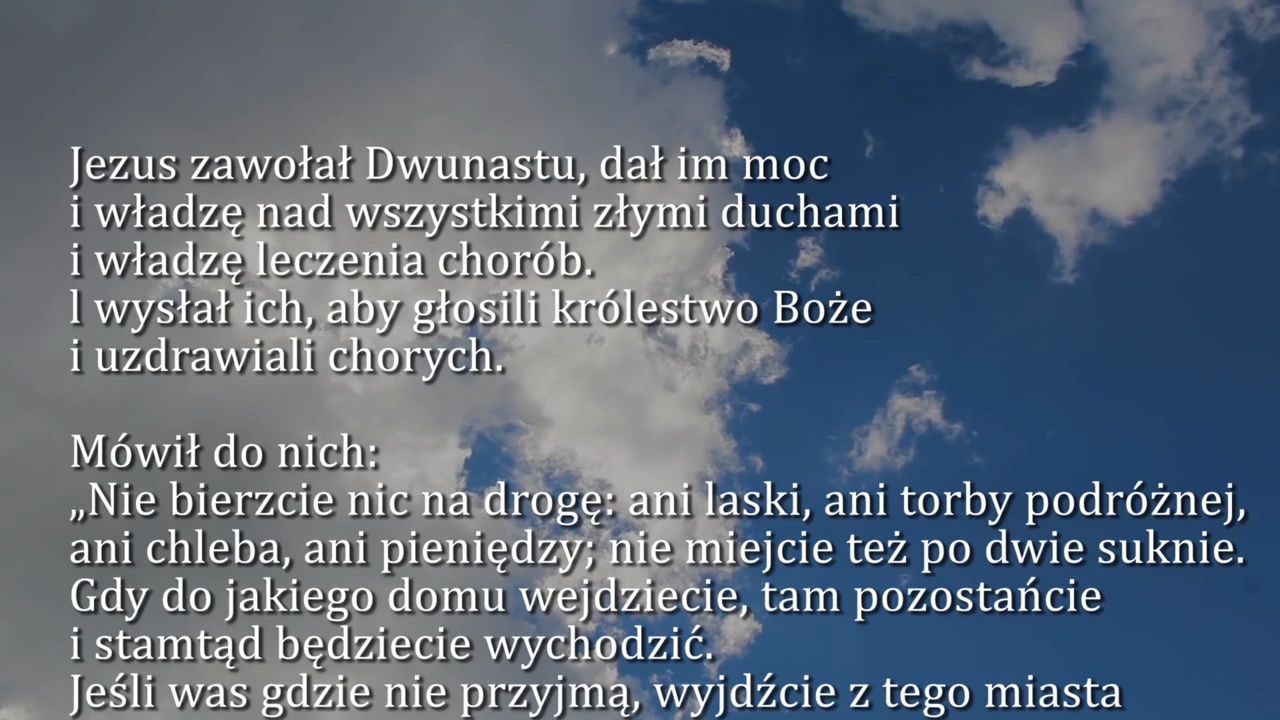 Jezus zawołał Dwunastu, dał im moc
i władzę nad wszystkimi złymi duchami
i władzę leczenia chorób.
l wysłał ich, aby głosili królestwo Boże
i uzdrawiali chorych.
Mówił do nich:
„Nie bierzcie nic na drogę: ani laski, ani torby podróżnej,
ani chleba, ani pieniędzy; nie miejcie też po dwie suknie.
Gdy do jakiego domu wejdziecie, tam pozostańcie
i stamtąd będziecie wychodzić.
Jeśli was gdzie nie przyjmą, wyjdźcie z tego miasta